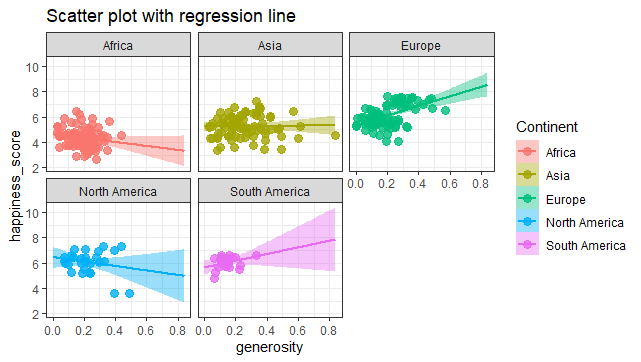 Scatter plot with regression line
Africa
Asia
Europe
10
8
6
4
2
0.0 0.2 0.4 0.6 0.8
North America
South America
10
8
6
4
2
0.0 0.2 0.4 0.6 0.8
0.0 0.2 0.4 0.6 0.8
happiness_score
generosity
Continent
Africa
Asia
Europe
North America
South America